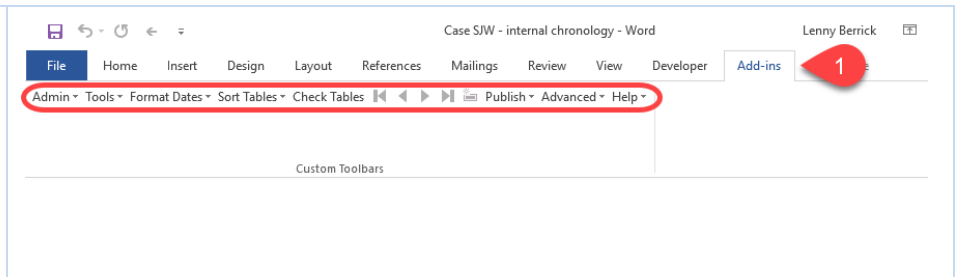 Case SJW - internal chronology - Word Lenny Berrick
File Home Insert Design Layout References Mailings Review View Developer Add-ins 1
Admin Tools Format Dates Sort Tables Check Tables Publish Advanced Help
Custom Toolbars